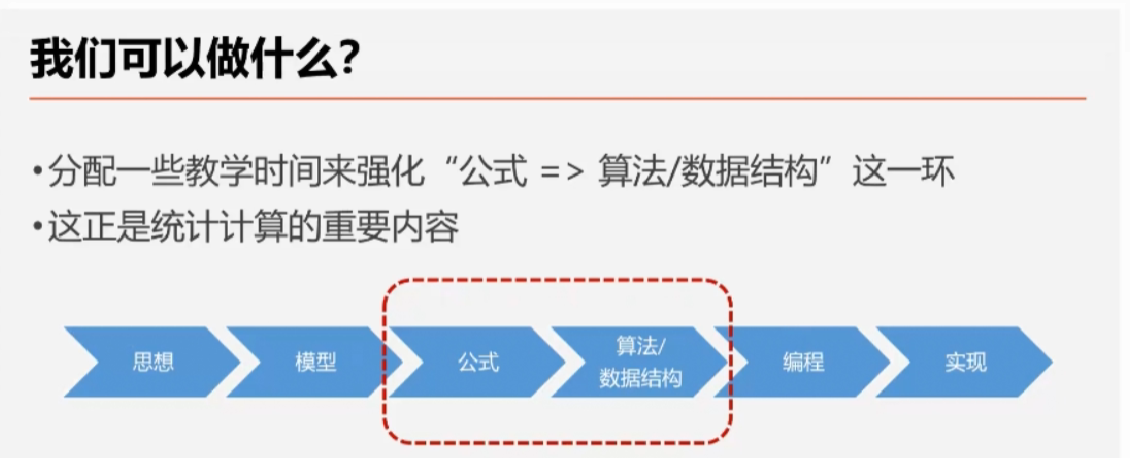 我们可以做什么?
•分配一些教学时间来强化“公式 => 算法/数据结构”这一环
•这正是统计计算的重要内容
思想
模型
公式
算法/
数据结构
编程
实现